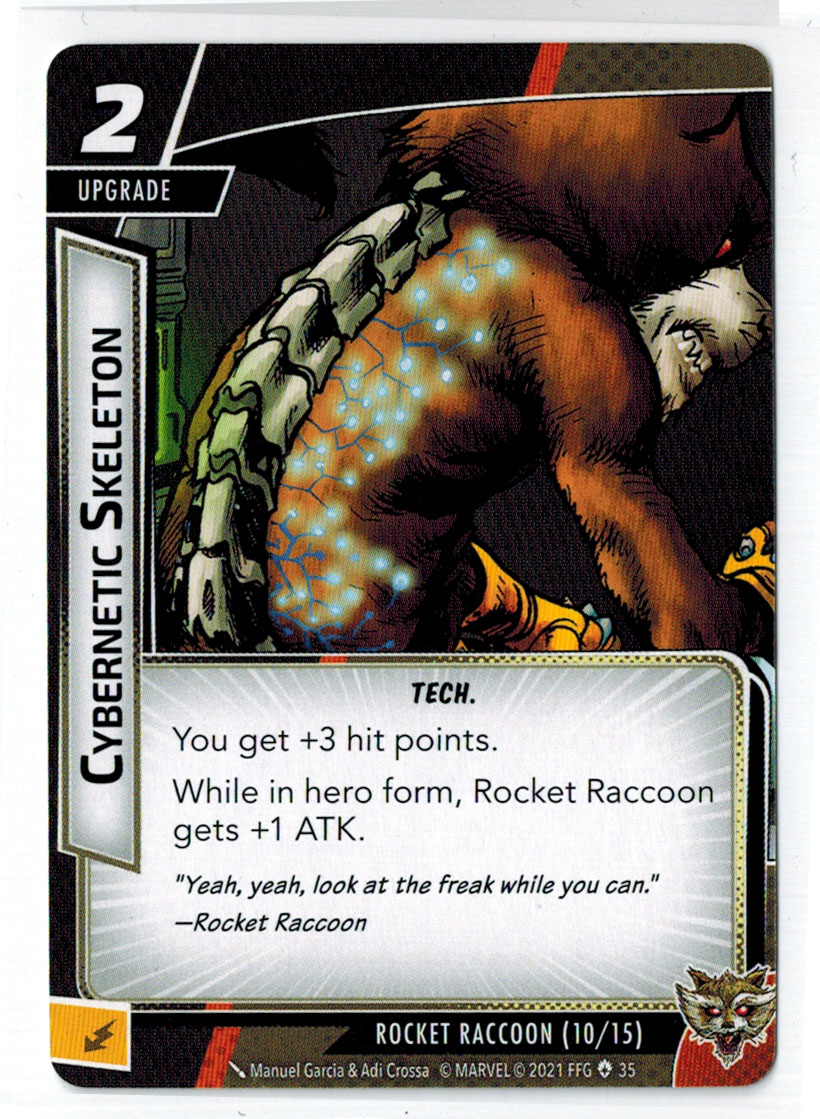 2
UPGRADE
CYBERNETIC SKELETON
TECH.
You get +3 hit points.
While in hero form, Rocket Raccoon
gets +1 ATK.
"Yeah, yeah, look at the freak while you can."
—Rocket Raccoon
ROCKET RACCOON (10/15)
Manuel Garcia & Adi Crossa © MARVEL © 2021 FFG 35